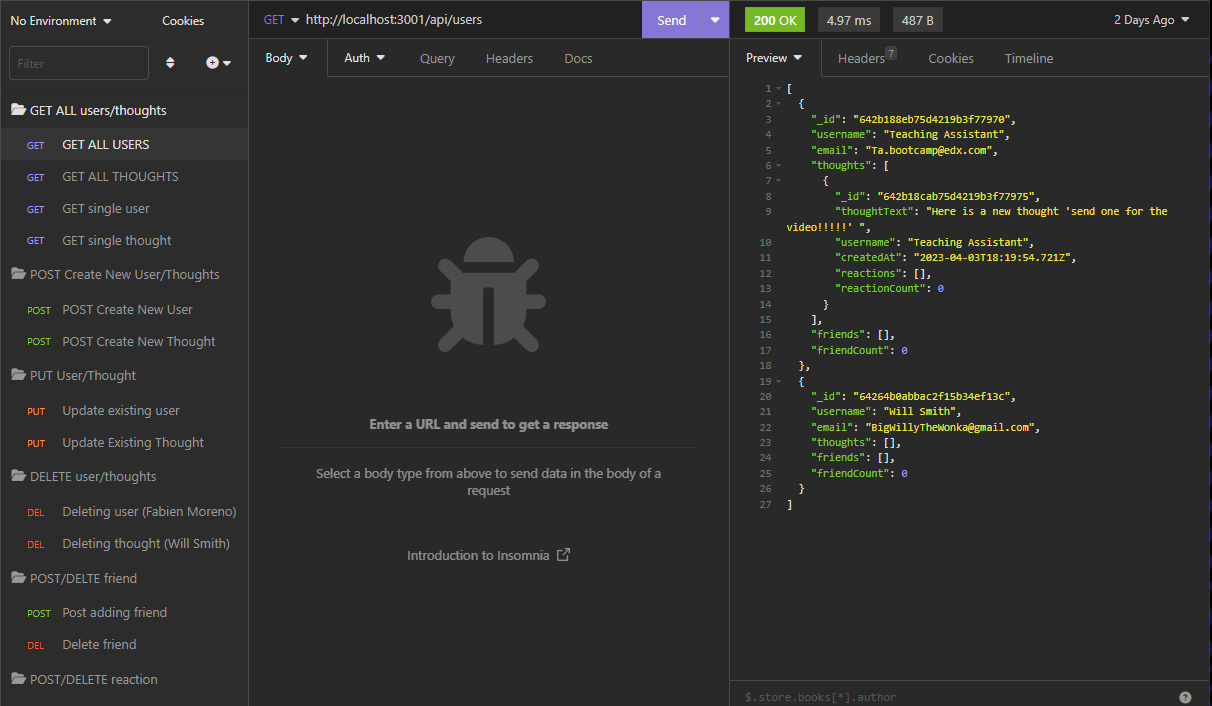 No Environment
Cookies
Filter
GET ALL users/thoughts
GET GET ALL USERS
GET GET ALL THOUGHTS
GET GET single user
GET GET single thought
POST Create New User/Thoughts
POST POST Create New User
POST POST Create New Thought
PUT User/Thought
PUT Update existing user
PUT Update Existing Thought
DELETE user/thoughts
DEL Deleting user (Fabien Moreno)
DEL Deleting thought (Will Smith)
POST/DELTE friend
POST Post adding friend
DEL Delete friend
POST/DELETE reaction
GET http://localhost:3001/api/users Send
Body Auth Query Headers Docs
Enter a URL and send to get a response
Select a body type from above to send data in the body of a
request
Introduction to Insomnia
200 OK 4.97 ms 487 B 2 Days Ago
Preview Headers 7 Cookies Timeline
1 [
2 {
3 "_id": "642b188eb75d4219b3f77970",
4 "username": "Teaching Assistant",
5 "email": "Ta.bootcamp@edx.com",
6 "thoughts": [
7 {
8 "_id": "642b18cab75d4219b3f77975",
9 "thoughtText": "Here is a new thought 'send one for the
video!!!!!' ",
10 "username": "Teaching Assistant",
11 "createdAt": "2023-04-03T18:19:54.721Z",
12 "reactions": [],
13 "reactionCount": 0
14 }
15 ],
16 "friends": [],
17 "friendCount": 0
18 },
19 {
20 "_id": "64264b0abbac2f15b34ef13c",
21 "username": "Will Smith",
22 "email": "BigWillyTheWonka@gmail.com",
23 "thoughts": [],
24 "friends": [],
25 "friendCount": 0
26 }
27 ]
$.store.books[*].author ?